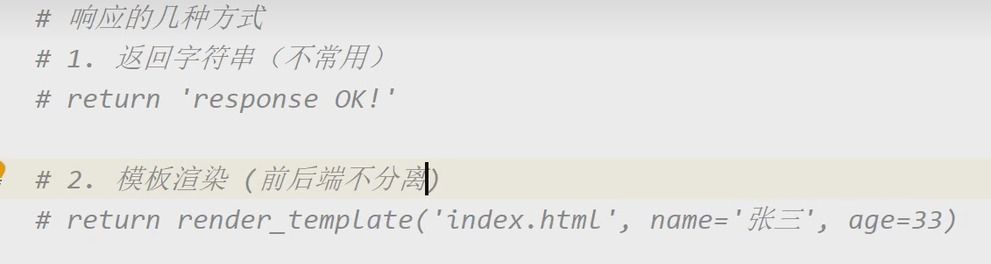 # 响应的几种方式
# 1. 返回字符串（不常用）
# return 'response OK!'
# 2. 模板渲染 (前后端不分离)
# return render_template('index.html', name='张三', age=33)